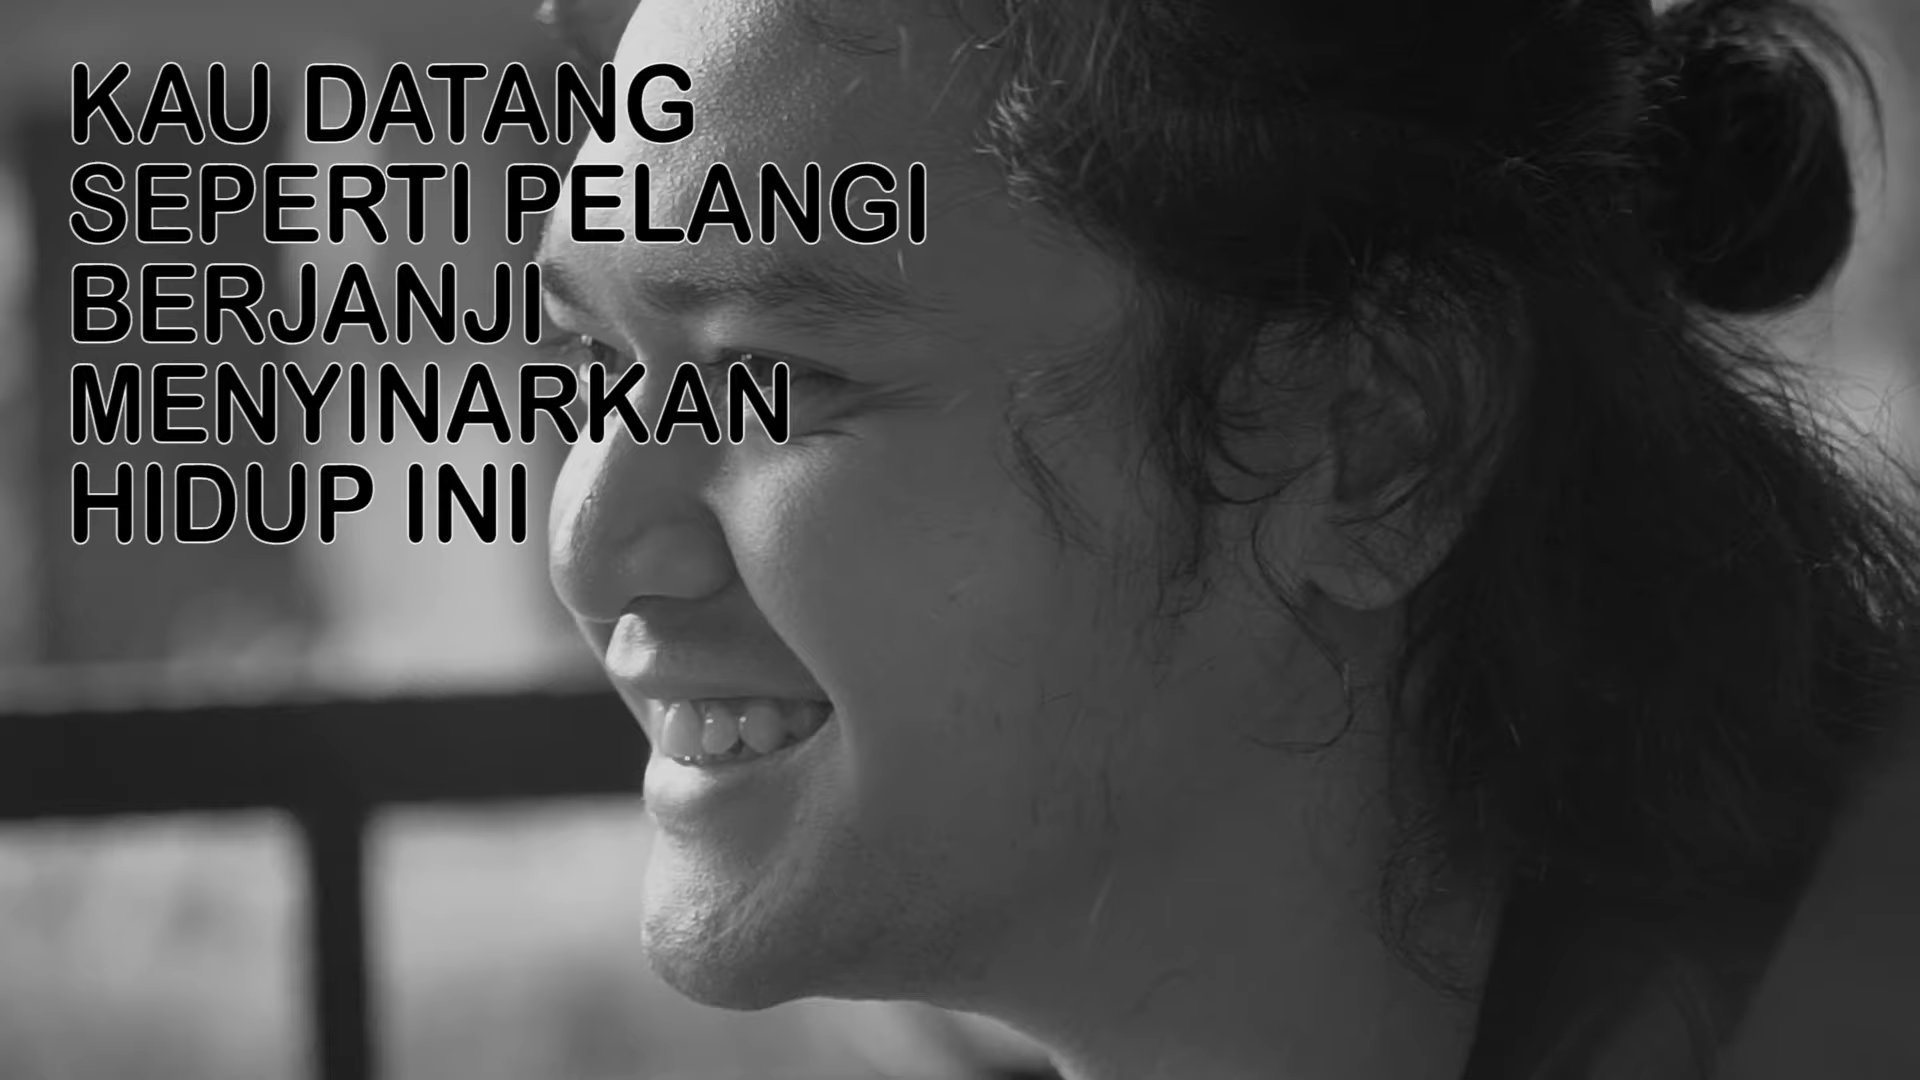 KAU DATANG
SEPERTI PELANGI
BERJANJI
MENYINARKAN
HIDUP INI